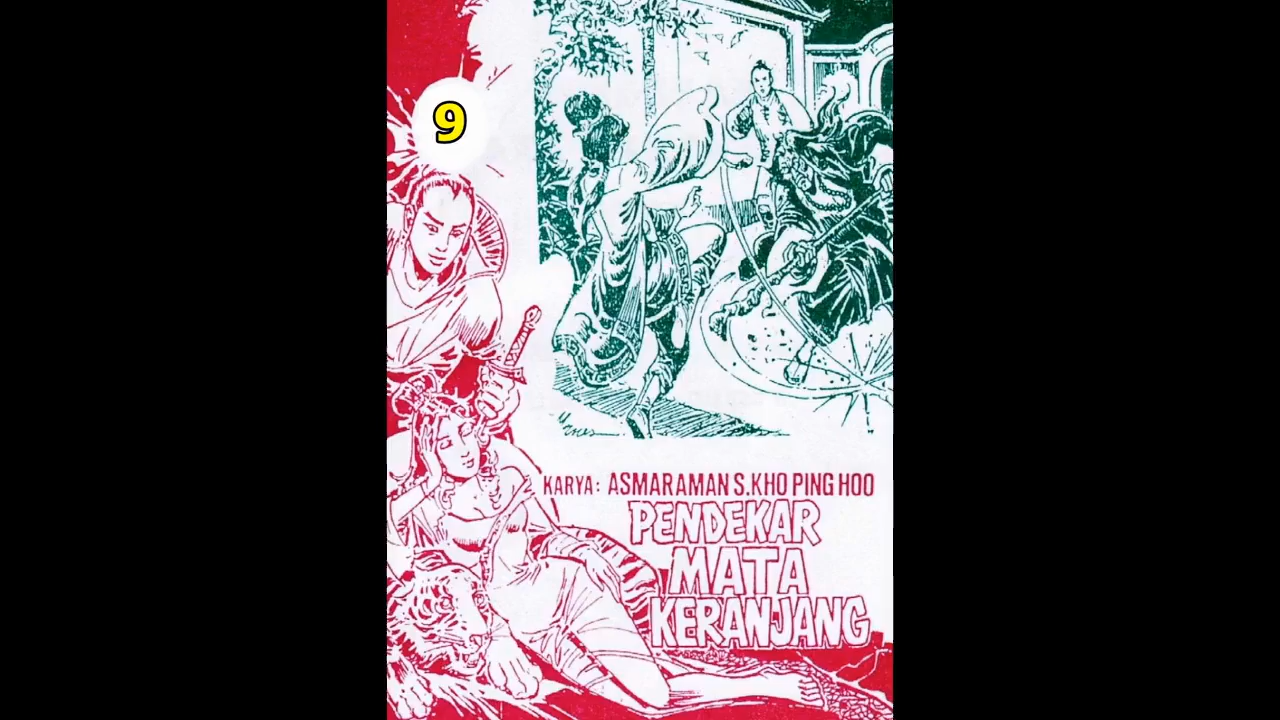 9
KARYA: ASMARAMAN S.KHO PING HOO
PENDEKAR
MATA
KERANJANG